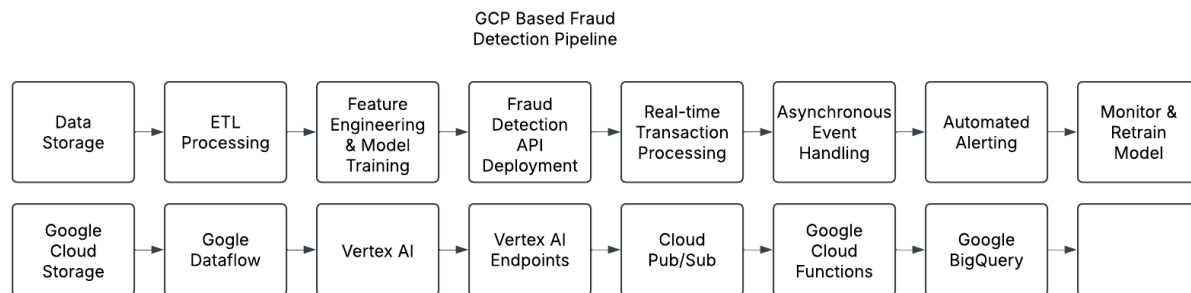 GCP Based Fraud
Detection Pipeline
Data
Storage
ETL
Processing
Feature
Engineering
& Model
Training
Fraud
Detection
API
Deployment
Real-time
Transaction
Processing
Asynchronous
Event
Handling
Automated
Alerting
Monitor &
Retrain
Model
Google
Cloud
Storage
Gogle
Dataflow
Vertex AI
Vertex AI
Endpoints
Cloud
Pub/Sub
Google
Cloud
Functions
Google
BigQuery